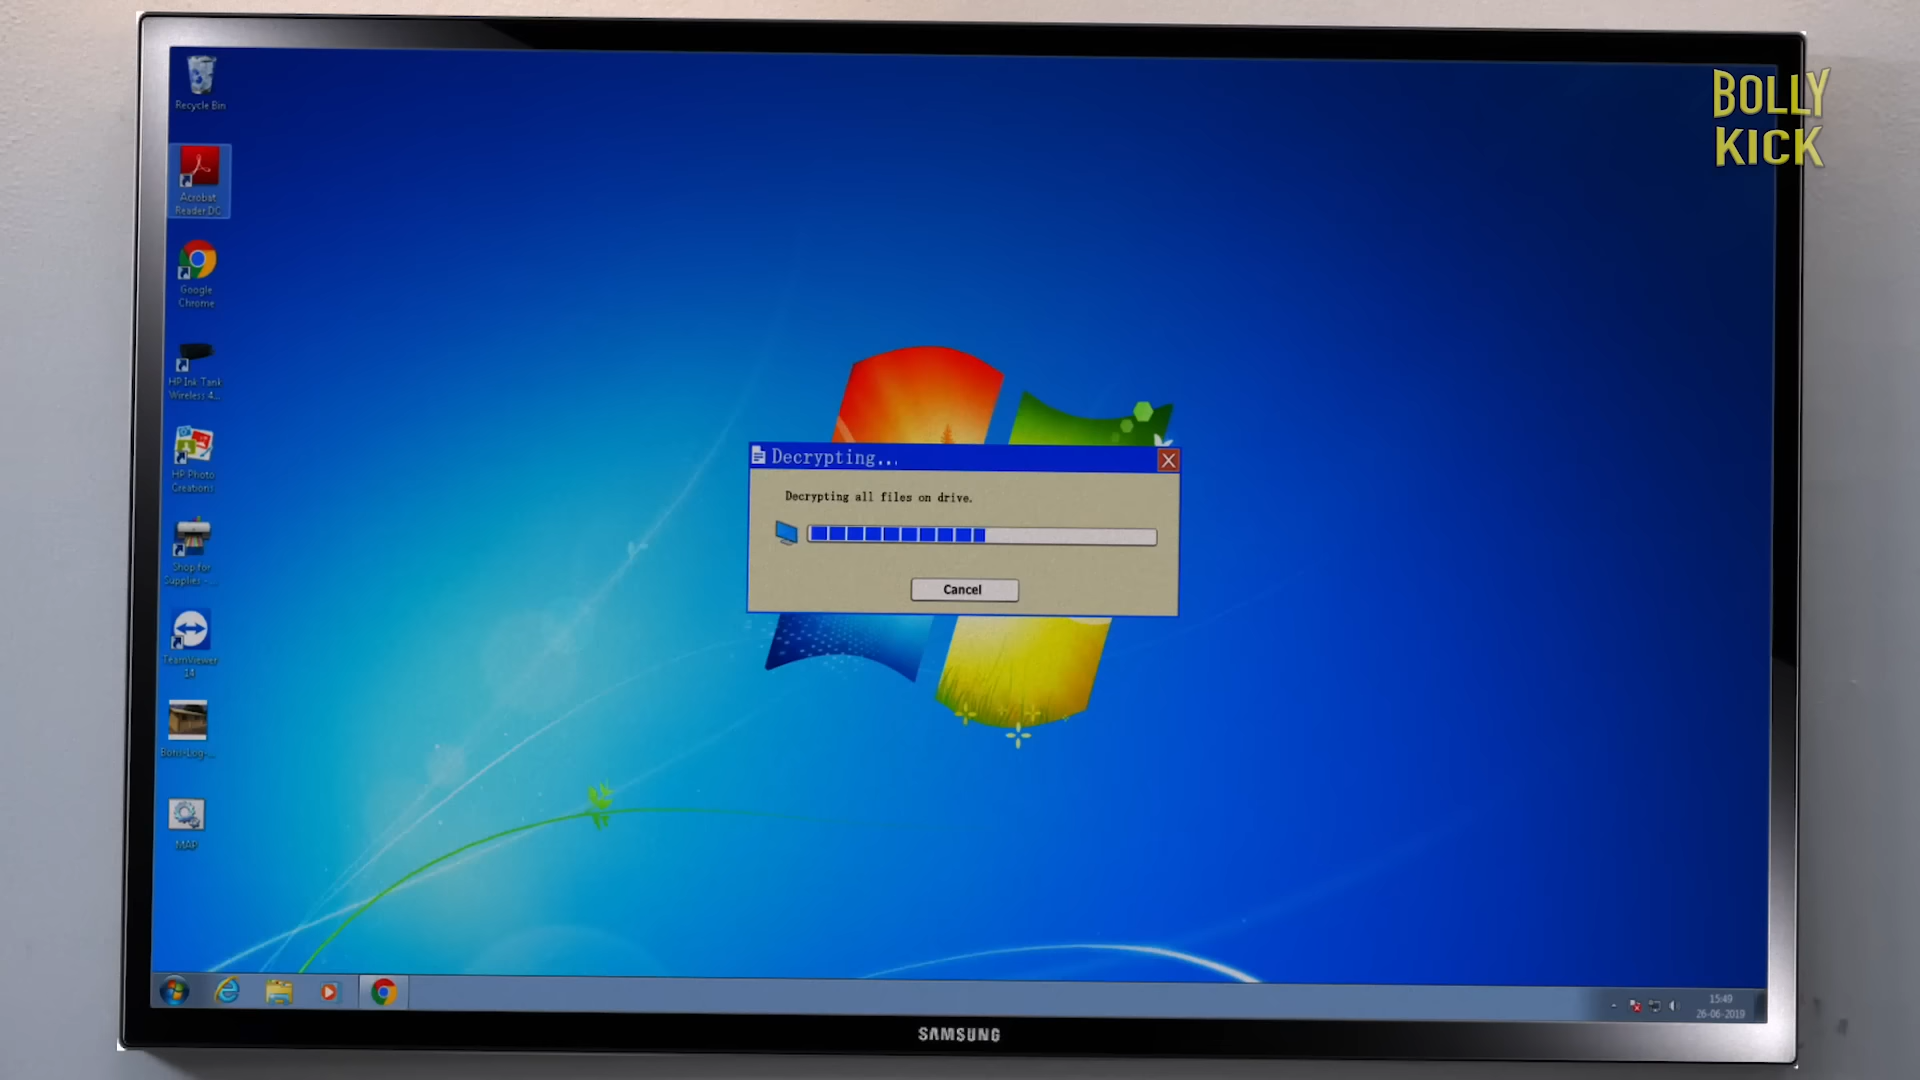 BOLLY
KICK
Recycle Bin
Acrobat
Reader DC
Google
Chrome
HP Ink Tank
Wireless 4...
HP Photo
Creations
Shop for
Supplies -...
TeamViewer
14
MAP
Decrypting...
Decrypting all files on drive.
Cancel
15:49
26-06-2019
SAMSUNG